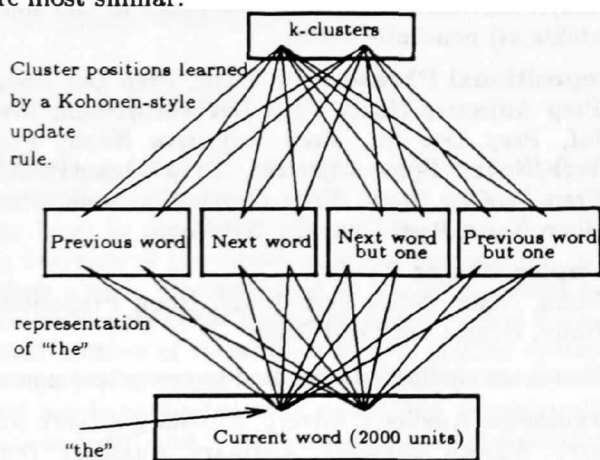 re most similar.
k-clusters
Cluster positions learned
by a Kohonen-style
update
rule.
Previous word
Next word
Next word
but one
Previous word
but one
representation
of "the"
Current word (2000 units)
"the"